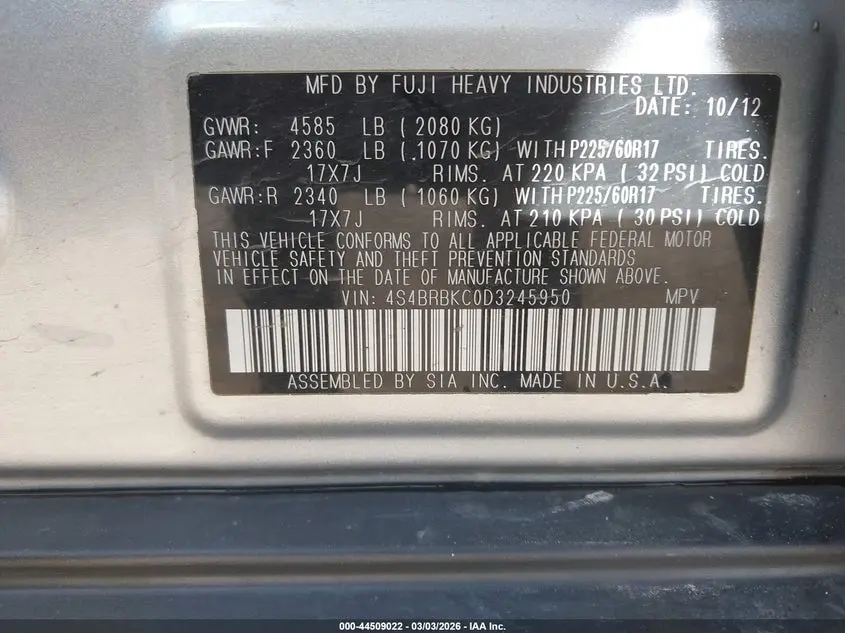 MFD BY FUJI HEAVY INDUSTRIES LTD.
DATE: 10/12
GVWR: 4585 LB ( 2080 KG)
GAWR:F 2360 LB ( 1070 KG) WITH P225/60R17 TIRES.
17X7J RIMS. AT 220 KPA ( 32 PSI) COLD
GAWR:R 2340 LB ( 1060 KG) WITH P225/60R17 TIRES.
17X7J RIMS. AT 210 KPA ( 30 PSI) COLD
THIS VEHICLE CONFORMS TO ALL APPLICABLE FEDERAL MOTOR
VEHICLE SAFETY AND THEFT PREVENTION STANDARDS
IN EFFECT ON THE DATE OF MANUFACTURE SHOWN ABOVE.
VIN: 4S4BRBKC0D3245950 MPV
ASSEMBLED BY SIA INC. MADE IN U.S.A.
000-44509022 - 03/03/2026 - IAA Inc.